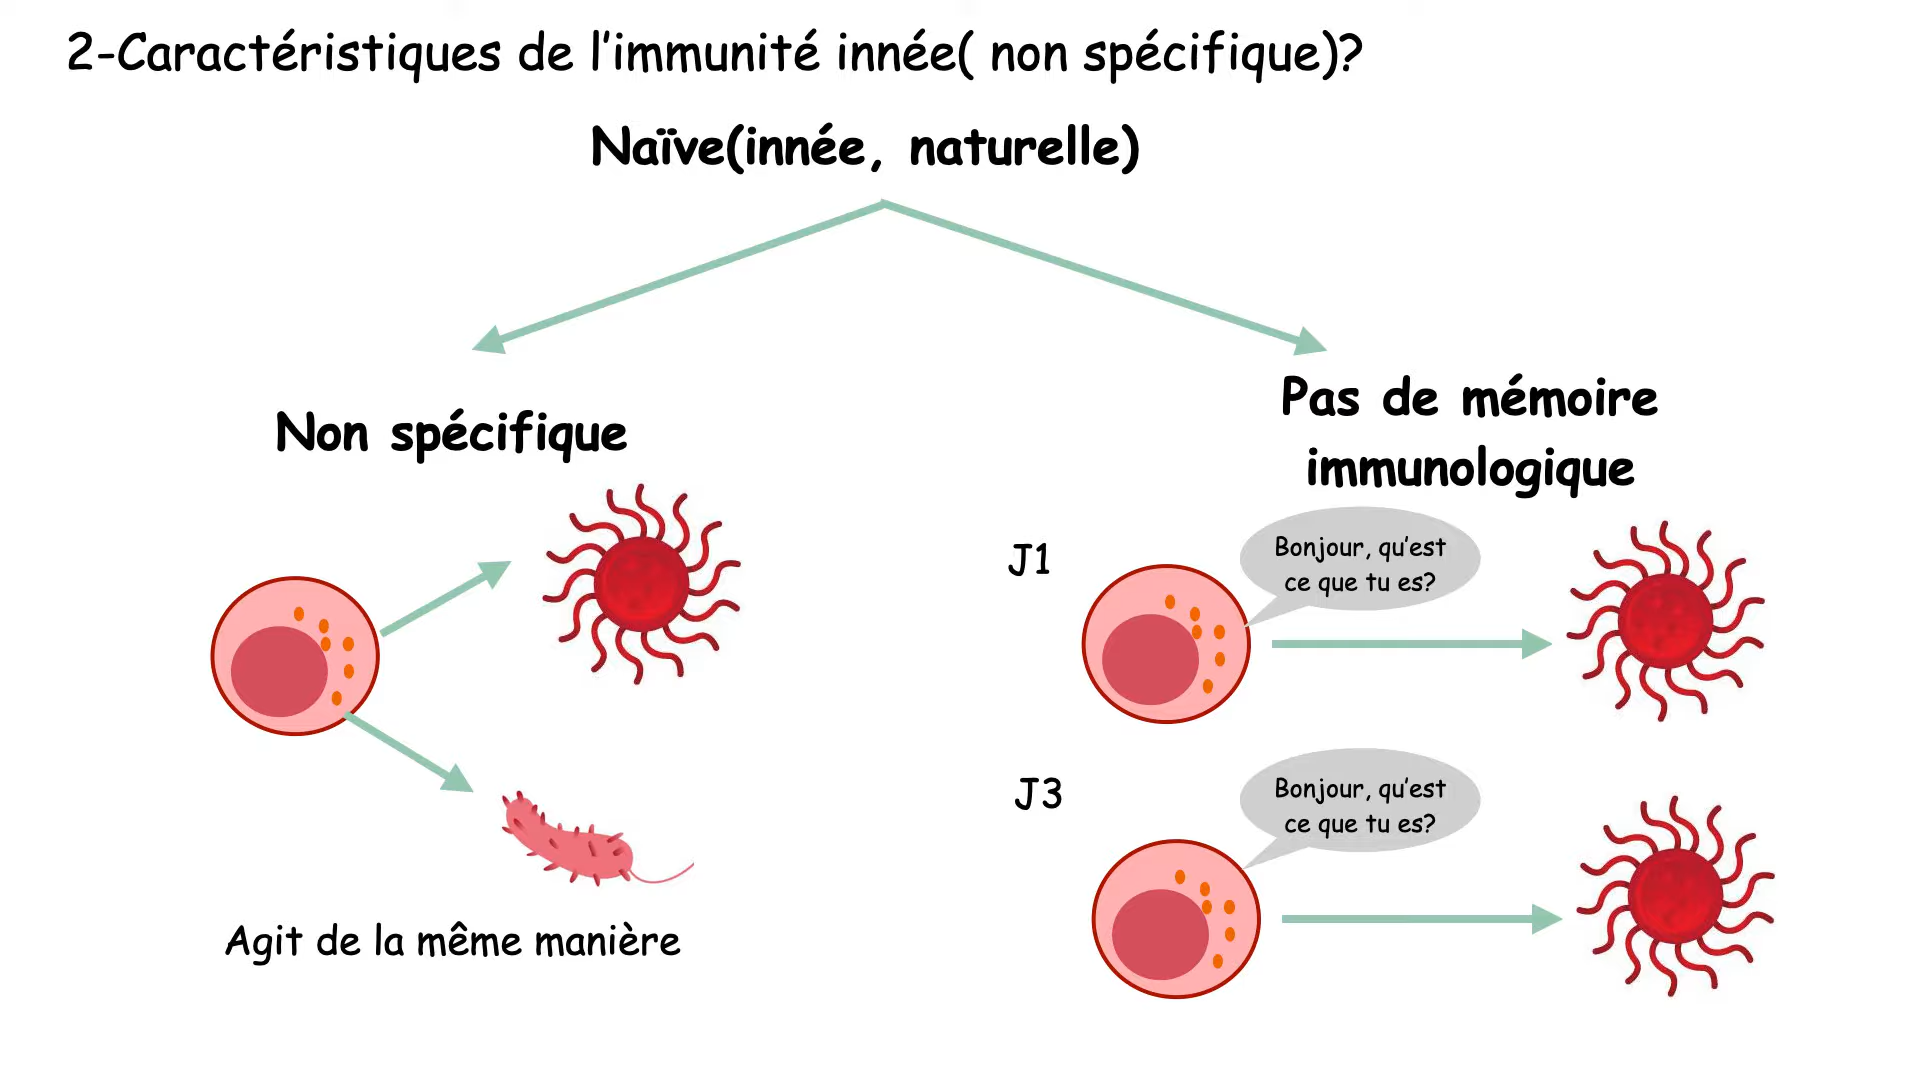 2-Caractéristiques de l'immunité innée( non spécifique)?
Naïve(innée, naturelle)
Non spécifique
Agit de la même manière
Pas de mémoire
immunologique
J1
Bonjour, qu'est
ce que tu es?
J3
Bonjour, qu'est
ce que tu es?